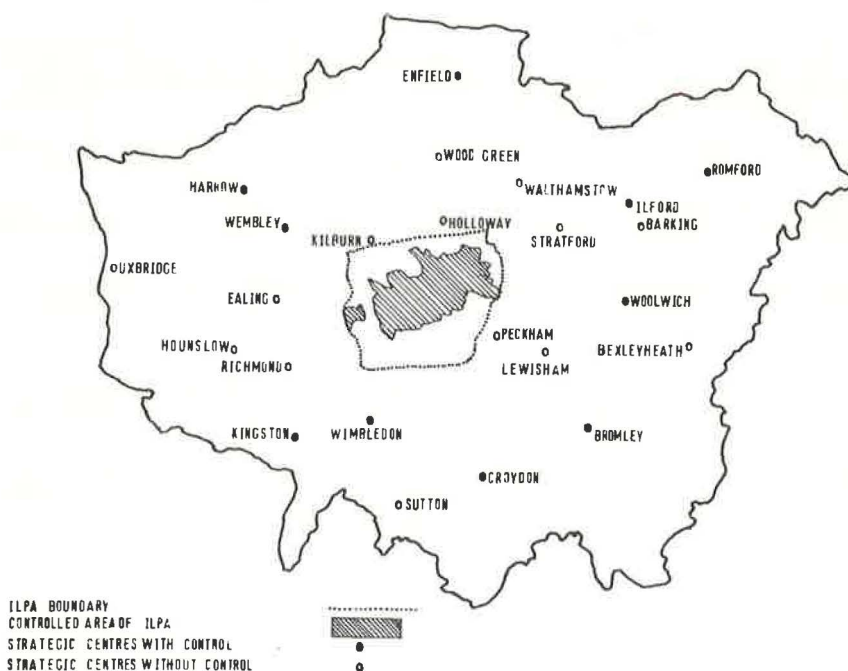 ENFIELD
WOOD GREEN
ROMFORD
WALTHAMSTOW
HARROW
ILFORD
HOLLOWAY
WEMBLEY
BARKING
STRATFORD
KILBURN
UXBRIDGE
EALING
WOOLWICH
PECKHAM
HOUNSLOW
BEXLEYHEATH
LEWISHAM
RICHMOND
WIMBLEDON
KINGSTON
BROMLEY
CROYDON
SUTTON
ILPA BOUNDARY
CONTROLLED AREA OF ILPA
STRATEGIC CENTRES WITH CONTROL
STRATEGIC CENTRES WITHOUT CONTROL